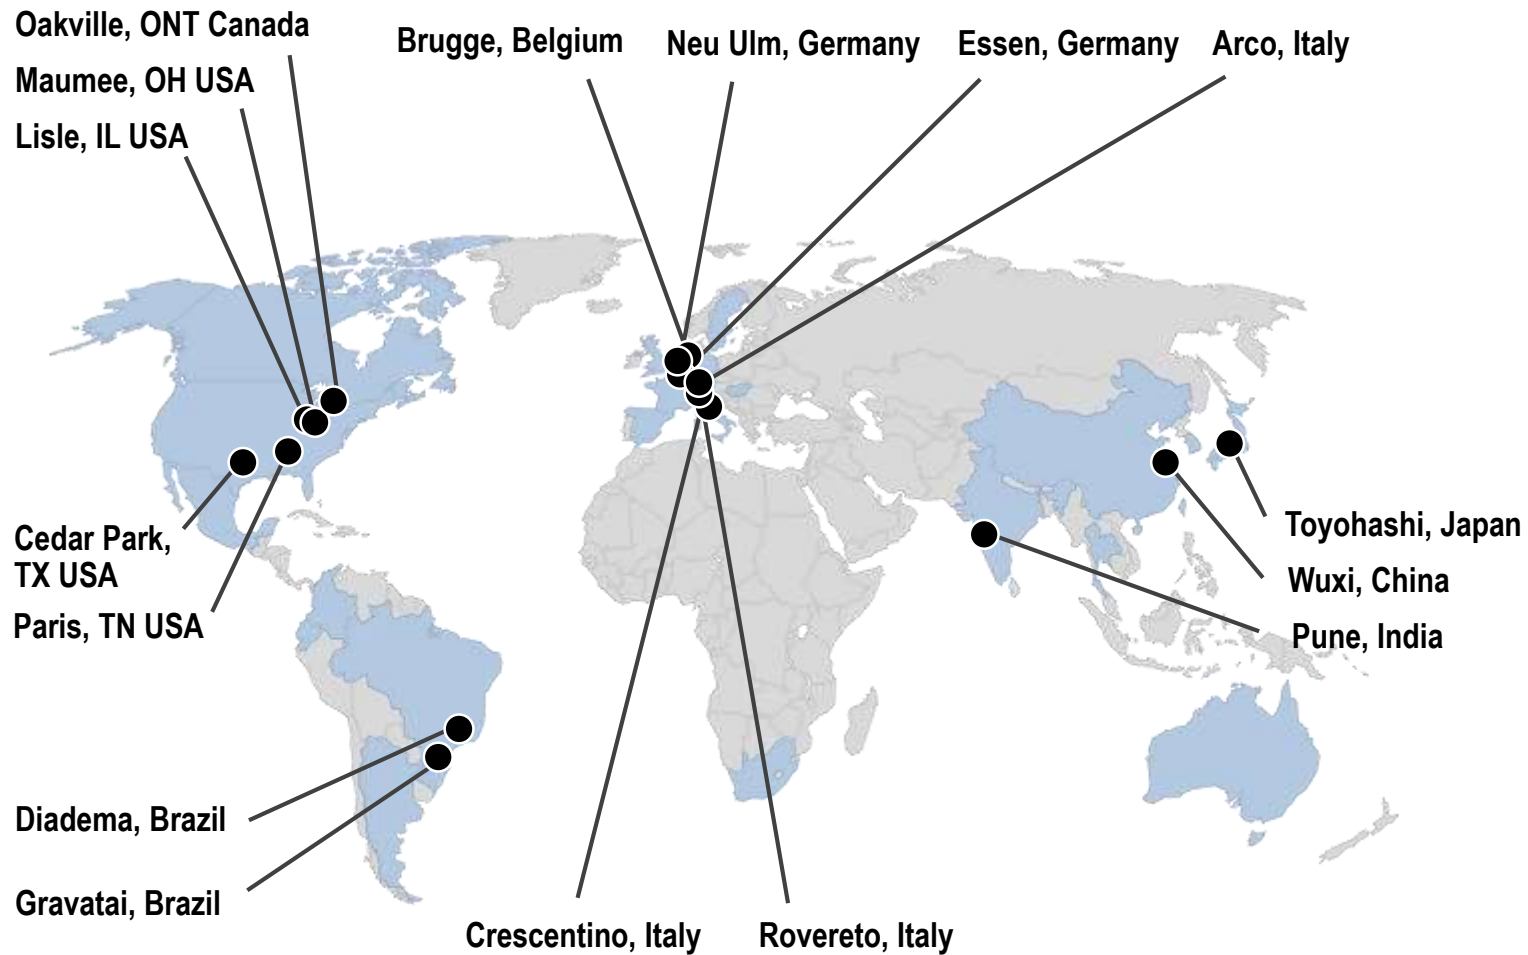 Oakville, ONT Canada
Maumee, OH USA
Lisle, IL USA
Brugge, Belgium
Neu Ulm, Germany
Essen, Germany
Arco, Italy
Cedar Park,
TX USA
Paris, TN USA
Toyohashi, Japan
Wuxi, China
Pune, India
Diadema, Brazil
Gravatai, Brazil
Crescentino, Italy
Rovereto, Italy